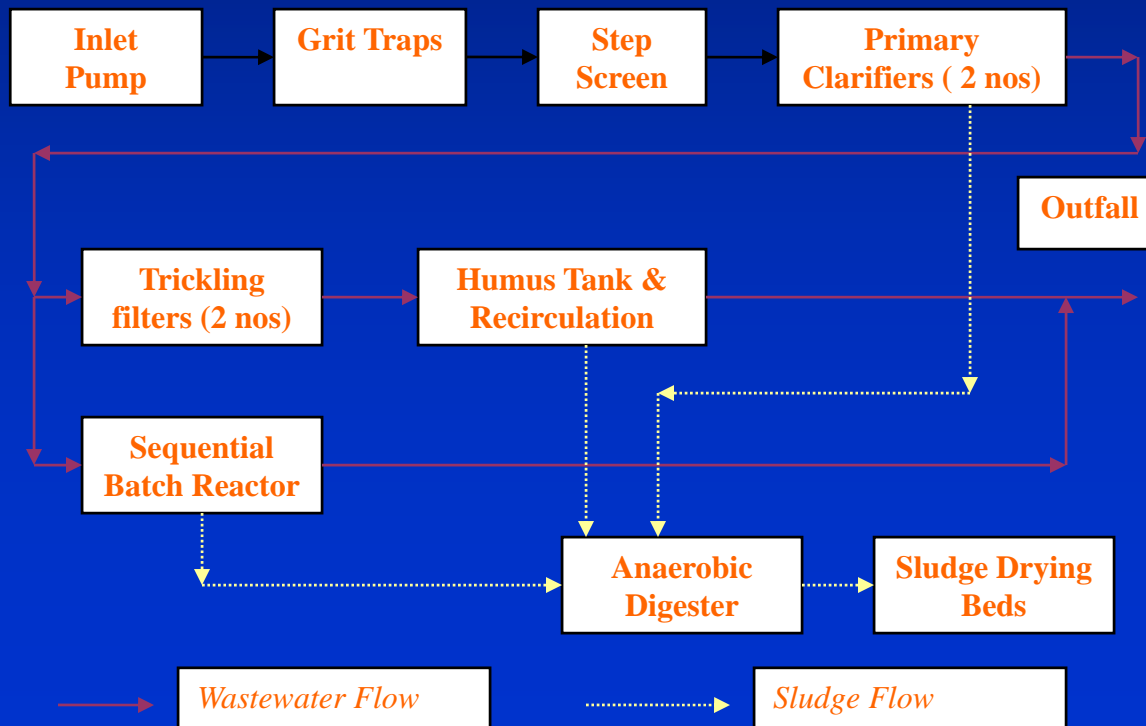 Inlet
Pump
Grit Traps
Step
Screen
Primary
Clarifiers ( 2 nos)
Outfall
Trickling
filters (2 nos)
Humus Tank &
Recirculation
Sequential
Batch Reactor
Anaerobic
Digester
Sludge Drying
Beds
Wastewater Flow
Sludge Flow